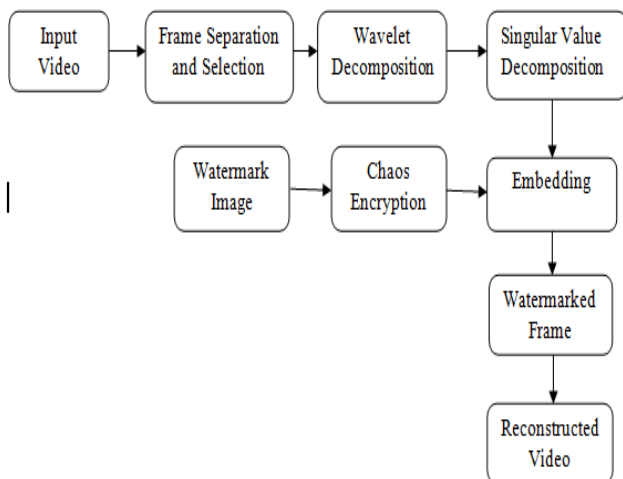 Input
Video
Frame Separation
and Selection
Wavelet
Decomposition
Singular Value
Decomposition
Watermark
Image
Chaos
Encryption
Embedding
Watermarked
Frame
Reconstructed
Video